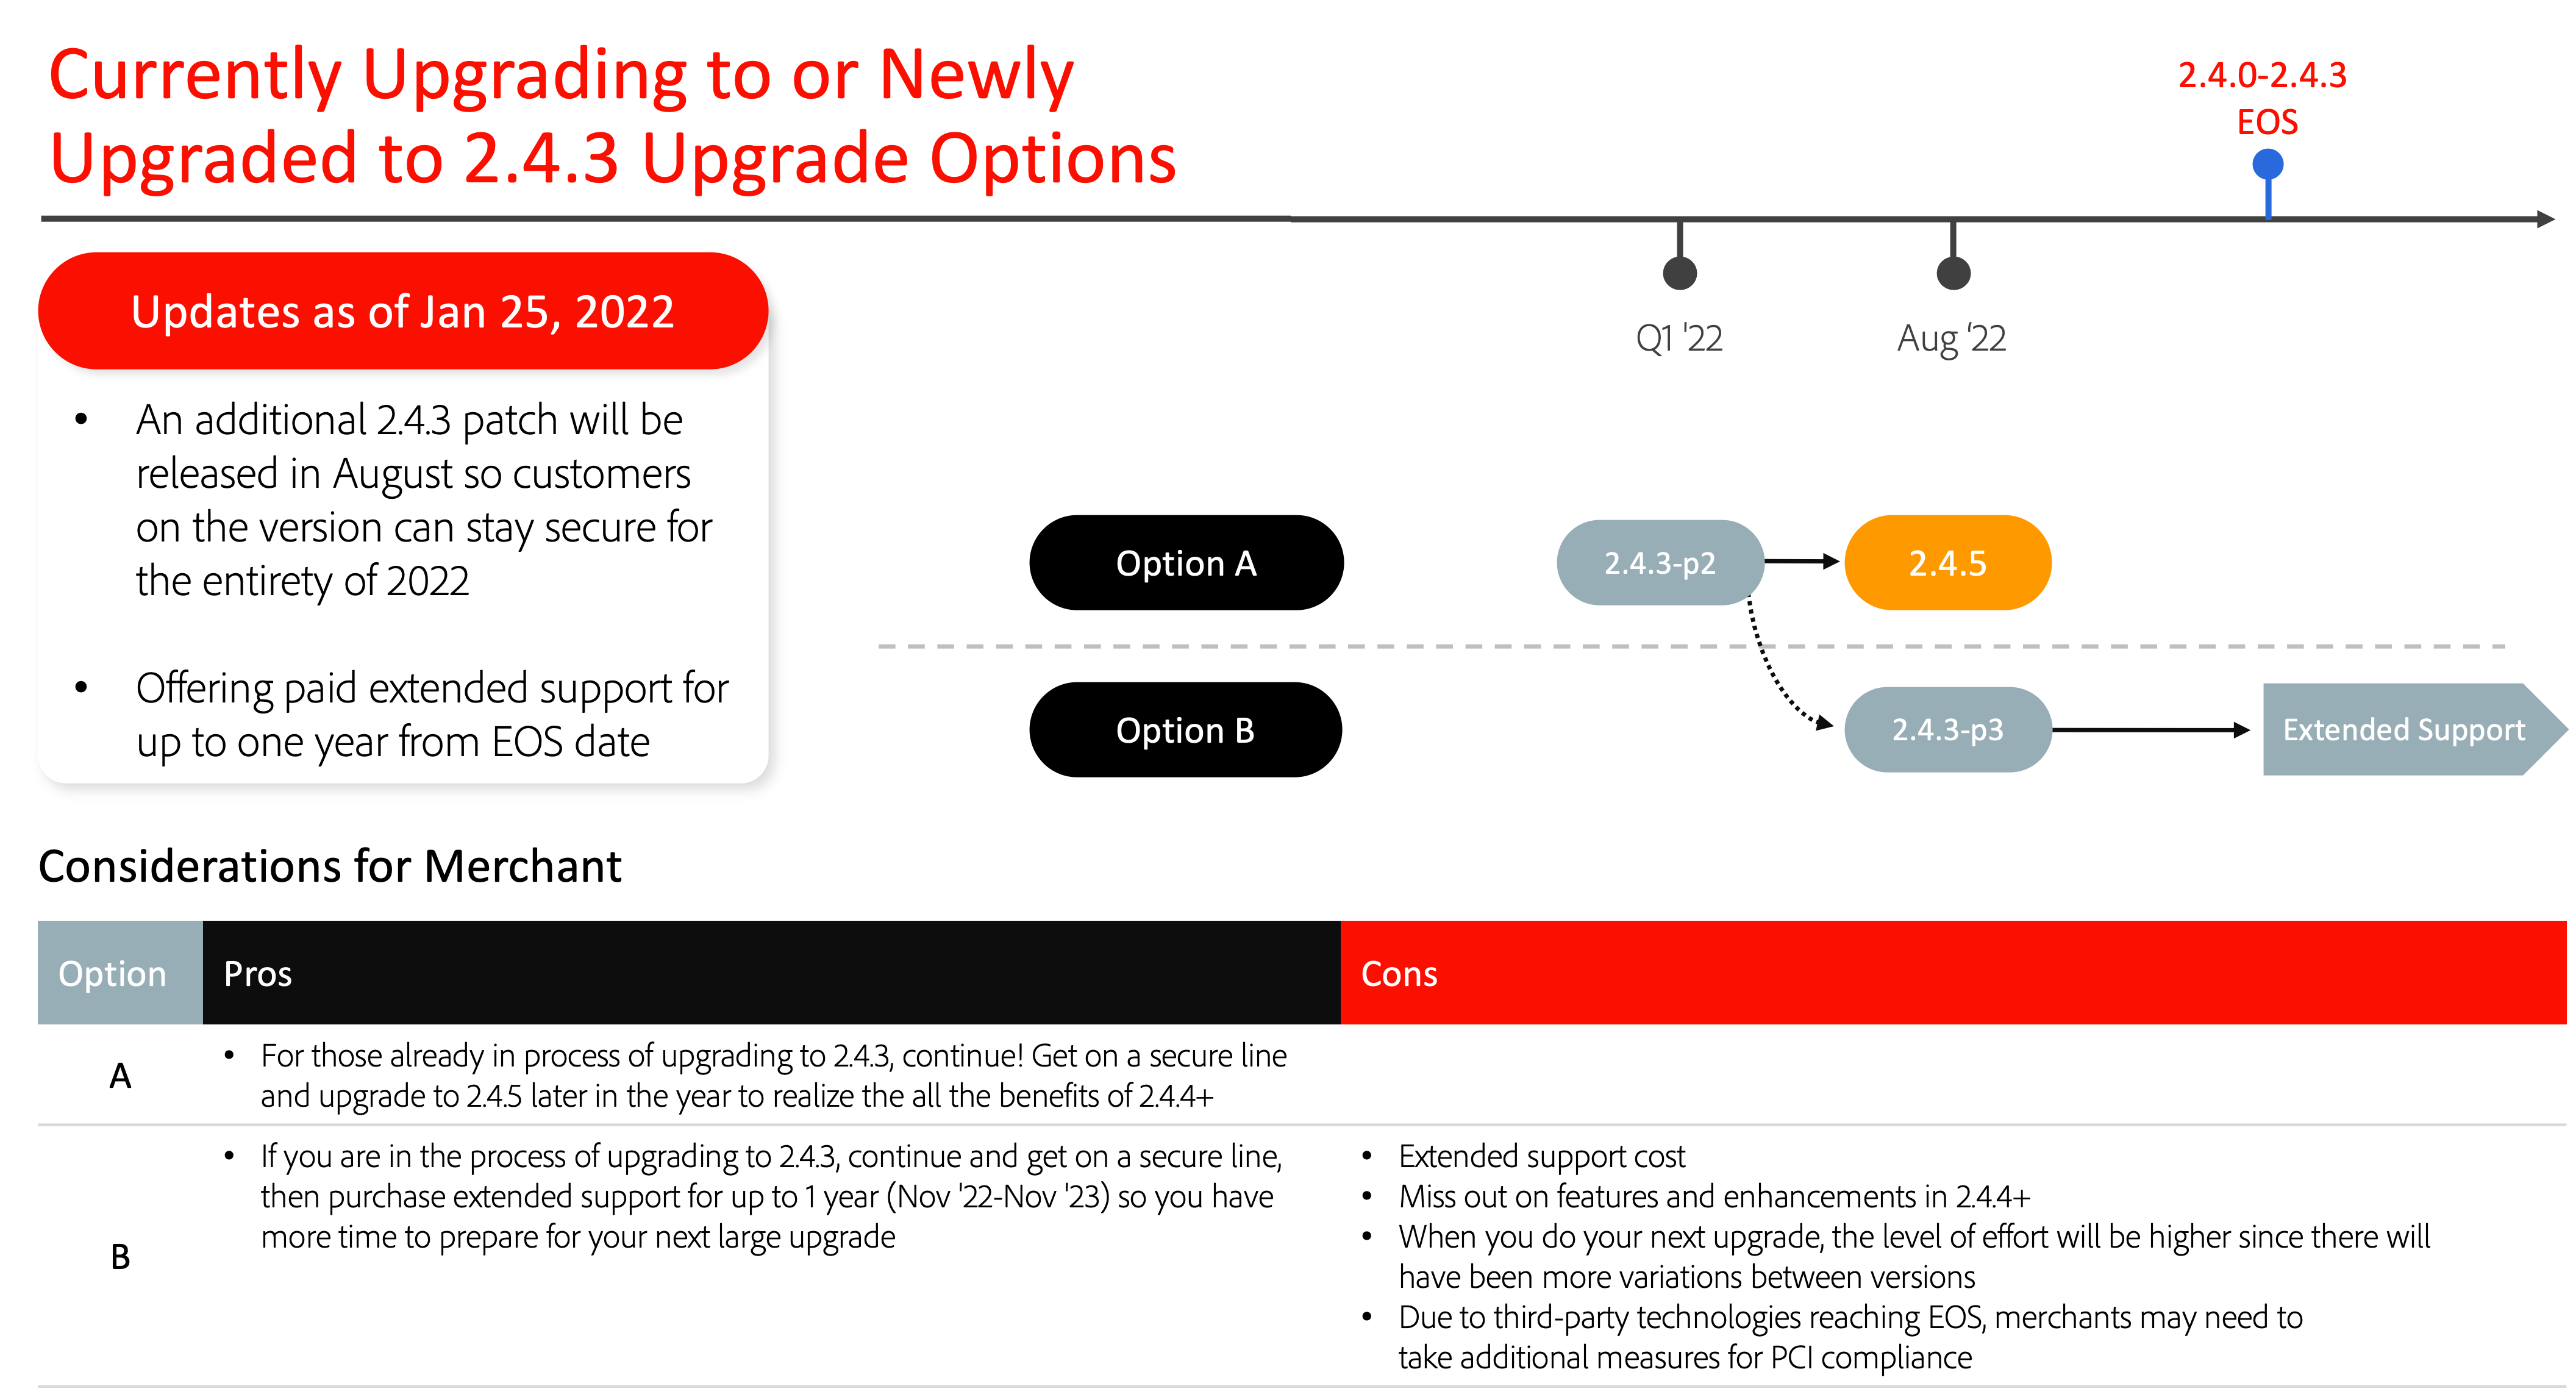 Currently Upgrading to or Newly
Upgraded to 2.4.3 Upgrade Options
2.4.0-2.4.3
EOS
Q1 '22
Aug ‘22
Updates as of Jan 25, 2022
• An additional 2.4.3 patch will be
released in August so customers
on the version can stay secure for
the entirety of 2022
• Offering paid extended support for
up to one year from EOS date
Option A
2.4.3-p2
2.4.5
Option B
2.4.3-p3
Extended Support
Considerations for Merchant
Option
Pros
Cons
A
• For those already in process of upgrading to 2.4.3, continue! Get on a secure line
and upgrade to 2.4.5 later in the year to realize the all the benefits of 2.4.4+
B
• If you are in the process of upgrading to 2.4.3, continue and get on a secure line,
then purchase extended support for up to 1 year (Nov '22-Nov '23) so you have
more time to prepare for your next large upgrade
• Extended support cost
• Miss out on features and enhancements in 2.4.4+
• When you do your next upgrade, the level of effort will be higher since there will
have been more variations between versions
• Due to third-party technologies reaching EOS, merchants may need to
take additional measures for PCI compliance